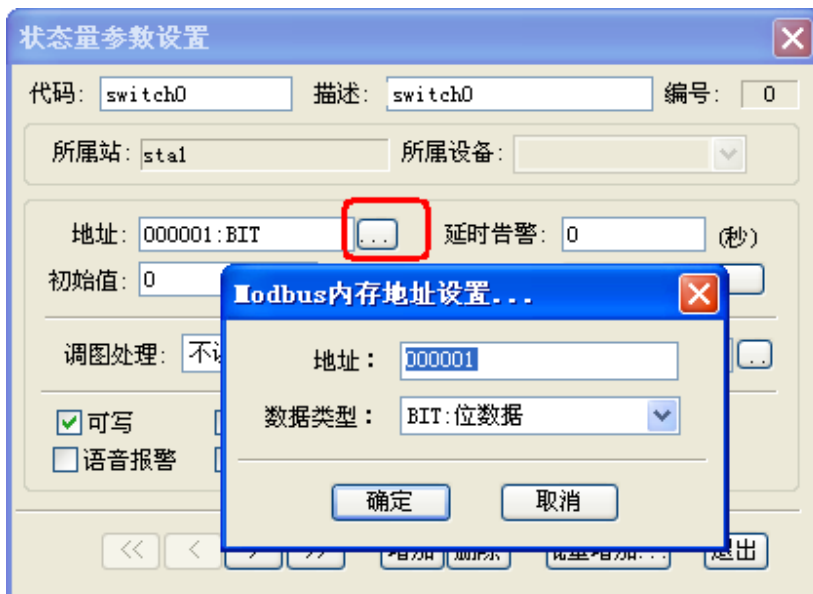 状态量参数设置
代码: switch0 描述: switch0 编号: 0
所属站: sta1 所属设备:
地址: 000001:BIT ... 延时告警: 0 (秒)
初始值: 0
Modbus内存地址设置...
地址： 000001
调图处理: 不 ..
数据类型： BIT:位数据
可写
语音报警
确定 取消
<< < > >> 增加 删除 批量增加... 退出